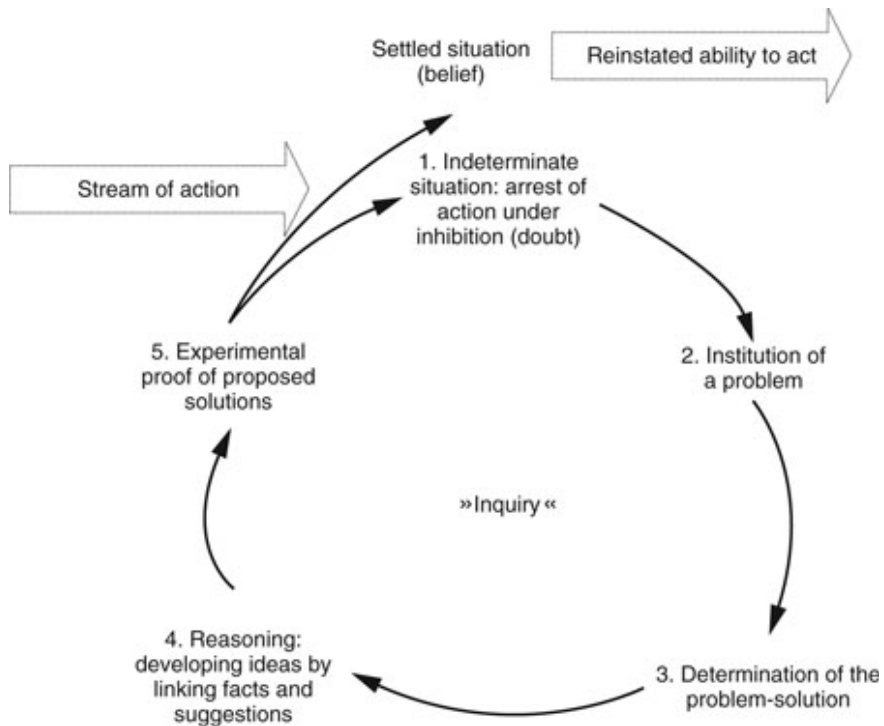 Settled situation
(belief)
Reinstated ability to act
Stream of action
1. Indeterminate
situation: arrest of
action under
inhibition (doubt)
2. Institution of
a problem
3. Determination of the
problem-solution
4. Reasoning:
developing ideas by
linking facts and
suggestions
5. Experimental
proof of proposed
solutions
»Inquiry«